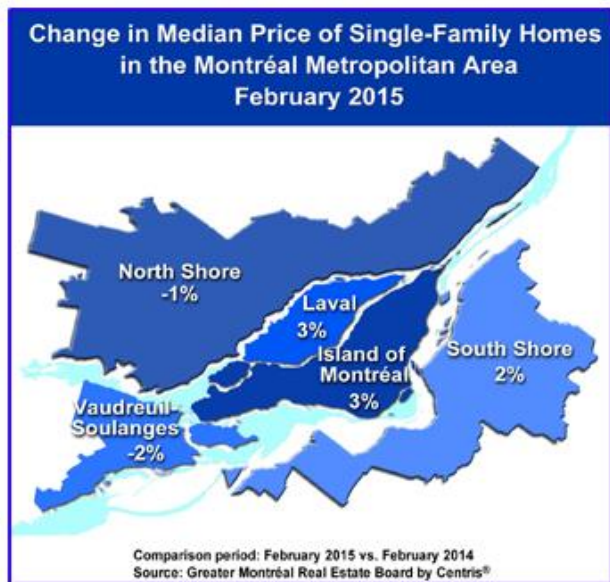 Change in Median Price of Single-Family Homes
in the Montréal Metropolitan Area
February 2015
North Shore
-1%
Laval
3%
Island of
Montréal
3%
South Shore
2%
Vaudreuil-
Soulanges
-2%
Comparison period: February 2015 vs. February 2014
Source: Greater Montréal Real Estate Board by Centris®